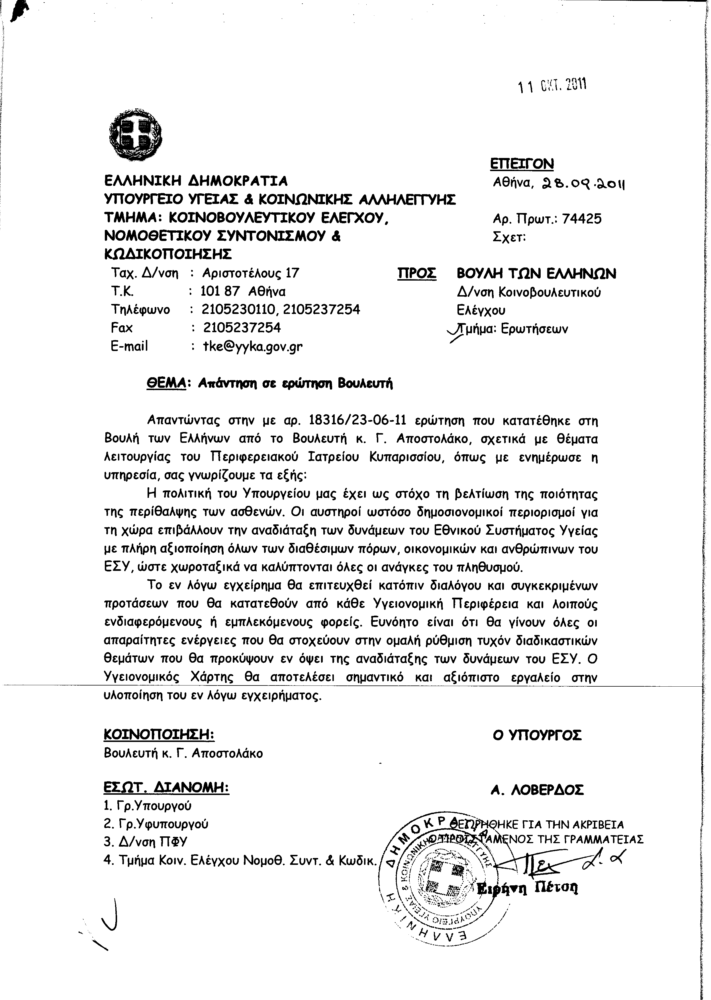 11 ΟΚΤ. 2011
ΕΠΕΙΓΟΝ
ΕΛΛΗΝΙΚΗ ΔΗΜΟΚΡΑΤΙΑ
Αθήνα, 28.09.2011
ΥΠΟΥΡΓΕΙΟ ΥΓΕΙΑΣ & ΚΟΙΝΩΝΙΚΗΣ ΑΛΛΗΛΕΓΓΥΗΣ
ΤΜΗΜΑ: ΚΟΙΝΟΒΟΥΛΕΥΤΙΚΟΥ ΕΛΕΓΧΟΥ,
Αρ. Πρωτ.: 74425
ΝΟΜΟΘΕΤΙΚΟΥ ΣΥΝΤΟΝΙΣΜΟΥ &
Σχετ:
ΚΩΔΙΚΟΠΟΙΗΣΗΣ
Ταχ. Δ/νση : Αριστοτέλους 17
Τ.Κ. : 101 87 Αθήνα
Τηλέφωνο : 2105230110, 2105237254
Fax : 2105237254
E-mail : tke@yyka.gov.gr
ΠΡΟΣ ΒΟΥΛΗ ΤΩΝ ΕΛΛΗΝΩΝ
Δ/νση Κοινοβουλευτικού
Ελέγχου
Τμήμα: Ερωτήσεων
ΘΕΜΑ: Απάντηση σε ερώτηση Βουλευτή
Απαντώντας στην με αρ. 18316/23-06-11 ερώτηση που κατατέθηκε στη
Βουλή των Ελλήνων από το Βουλευτή κ. Γ. Αποστολάκο, σχετικά με θέματα
λειτουργίας του Περιφερειακού Ιατρείου Κυπαρισσίου, όπως με ενημέρωσε η
υπηρεσία, σας γνωρίζουμε τα εξής:
Η πολιτική του Υπουργείου μας έχει ως στόχο τη βελτίωση της ποιότητας
της περίθαλψης των ασθενών. Οι αυστηροί ωστόσο δημοσιονομικοί περιορισμοί για
τη χώρα επιβάλλουν την αναδιάταξη των δυνάμεων του Εθνικού Συστήματος Υγείας
με πλήρη αξιοποίηση όλων των διαθέσιμων πόρων, οικονομικών και ανθρώπινων του
ΕΣΥ, ώστε χωροταξικά να καλύπτονται όλες οι ανάγκες του πληθυσμού.
Το εν λόγω εγχείρημα θα επιτευχθεί κατόπιν διαλόγου και συγκεκριμένων
προτάσεων που θα κατατεθούν από κάθε Υγειονομική Περιφέρεια και λοιπούς
ενδιαφερόμενους ή εμπλεκόμενους φορείς. Ευνόητο είναι ότι θα γίνουν όλες οι
απαραίτητες ενέργειες που θα στοχεύουν στην ομαλή ρύθμιση τυχόν διαδικαστικών
θεμάτων που θα προκύψουν εν όψει της αναδιάταξης των δυνάμεων του ΕΣΥ. Ο
Υγειονομικός Χάρτης θα αποτελέσει σημαντικό και αξιόπιστο εργαλείο στην
υλοποίηση του εν λόγω εγχειρήματος.
ΚΟΙΝΟΠΟΙΗΣΗ:
Βουλευτή κ. Γ. Αποστολάκο
Ο ΥΠΟΥΡΓΟΣ
Α. ΛΟΒΕΡΔΟΣ
ΕΣΩΤ. ΔΙΑΝΟΜΗ:
1. Γρ.Υπουργού
2. Γρ.Υφυπουργού
3. Δ/νση ΠΦΥ
4. Τμήμα Κοιν. Ελέγχου Νομοθ. Συντ. & Κωδικ.
ΘΕΩΡΗΘΗΚΕ ΓΙΑ ΤΗΝ ΑΚΡΙΒΕΙΑ
Ο ΠΡΟΪΣΤΑΜΕΝΟΣ ΤΗΣ ΓΡΑΜΜΑΤΕΙΑΣ
Ειρήνη Πέτση
ΕΛΛΗΝΙΚΗ ΔΗΜΟΚΡΑΤΙΑ
ΥΠΟΥΡΓΕΙΟ ΥΓΕΙΑΣ & ΚΟΙΝΩΝΙΚΗΣ ΑΛΛΗΛΕΓΓΥΗΣ